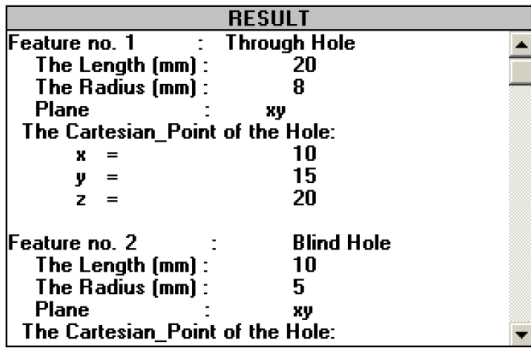 RESULT
Feature no. 1 : Through Hole
The Length (mm) : 20
The Radius (mm) : 8
Plane : xy
The Cartesian_Point of the Hole:
x = 10
y = 15
z = 20
Feature no. 2 : Blind Hole
The Length (mm) : 10
The Radius (mm) : 5
Plane : xy
The Cartesian_Point of the Hole: